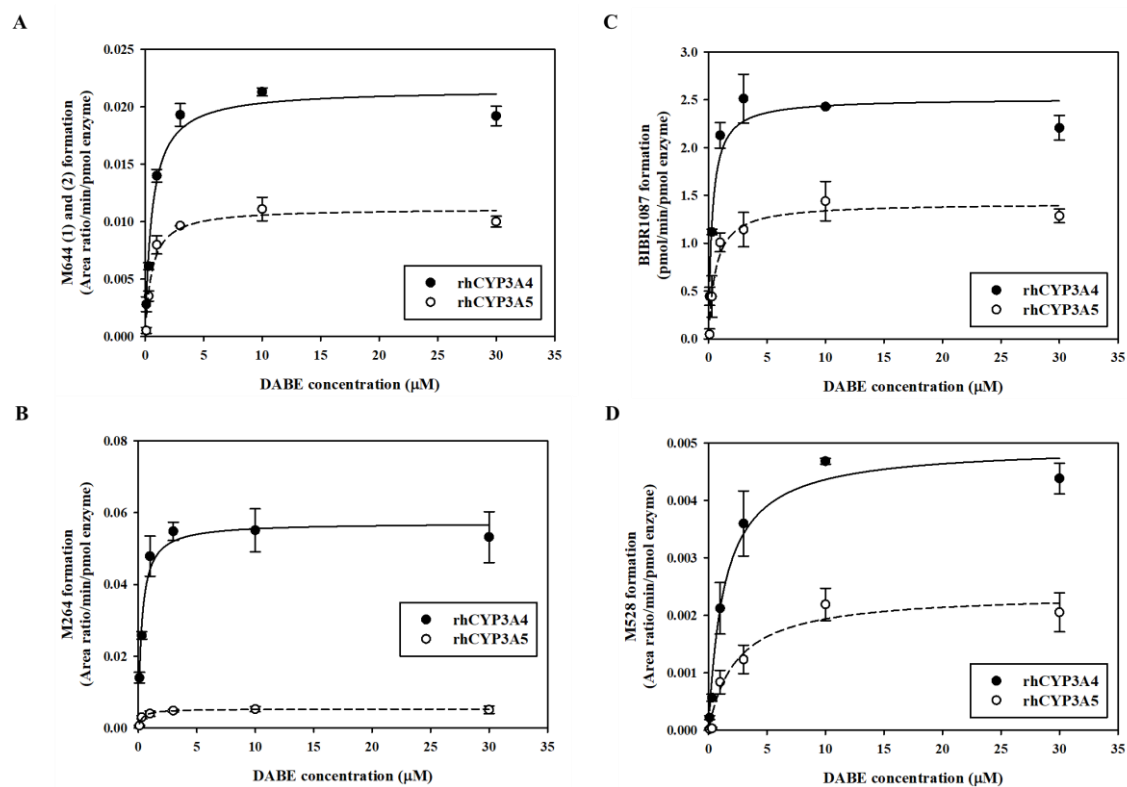 A
M644 (1) and (2) formation
(Area ratio/min/pmol enzyme)
0.025
0.020
0.015
0.010
0.005
0.000
rhCYP3A4
rhCYP3A5
0 5 10 15 20 25 30 35
DABE concentration (μM)
C
BIBR1087 formation
(pmol/min/pmol enzyme)
3.0
2.5
2.0
1.5
1.0
0.5
0.0
rhCYP3A4
rhCYP3A5
0 5 10 15 20 25 30 35
DABE concentration (μM)
B
M264 formation
(Area ratio/min/pmol enzyme)
0.08
0.06
0.04
0.02
0.00
rhCYP3A4
rhCYP3A5
0 5 10 15 20 25 30 35
DABE concentration (μM)
D
M528 formation
(Area ratio/min/pmol enzyme)
0.005
0.004
0.003
0.002
0.001
0.000
rhCYP3A4
rhCYP3A5
0 5 10 15 20 25 30 35
DABE concentration (μM)